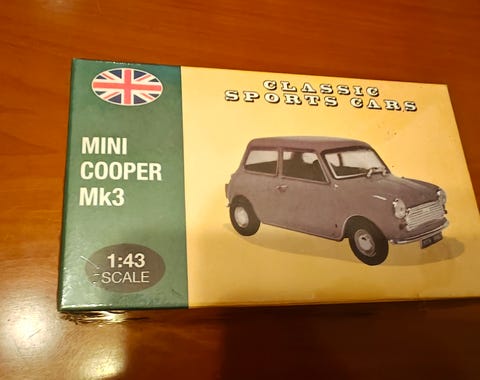 CLASSIC
SPORTS CARS
MINI
COOPER
Mk3
1:43
SCALE